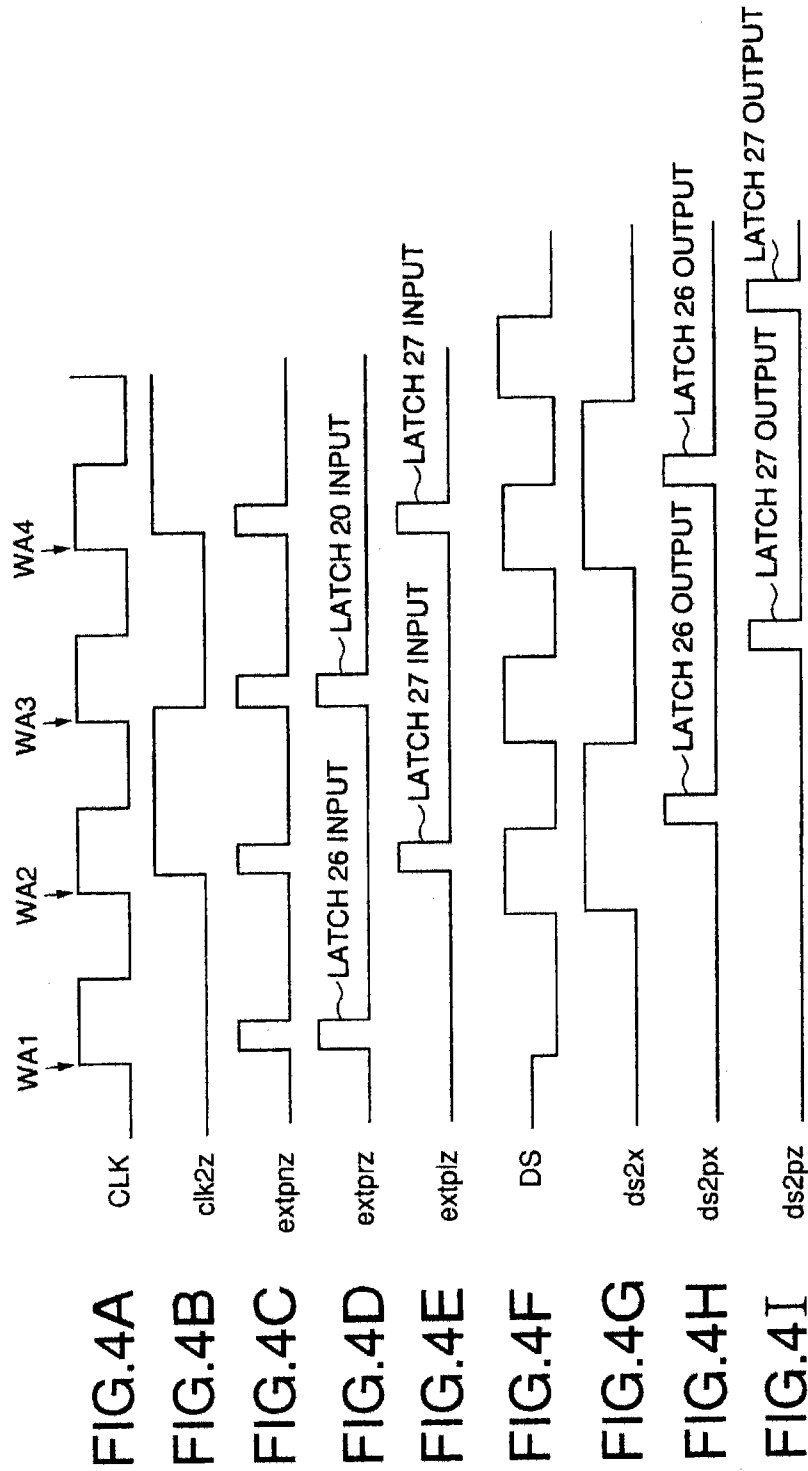 WA1 WA2 WA3 WA4
FIG.4A CLK
FIG.4B clk2z
FIG.4C extpnz
FIG.4D extprz LATCH 26 INPUT LATCH 20 INPUT
FIG.4E extplz LATCH 27 INPUT LATCH 27 INPUT
FIG.4F DS
FIG.4G ds2x
FIG.4H ds2px LATCH 26 OUTPUT LATCH 26 OUTPUT
FIG.4I ds2pz LATCH 27 OUTPUT LATCH 27 OUTPUT